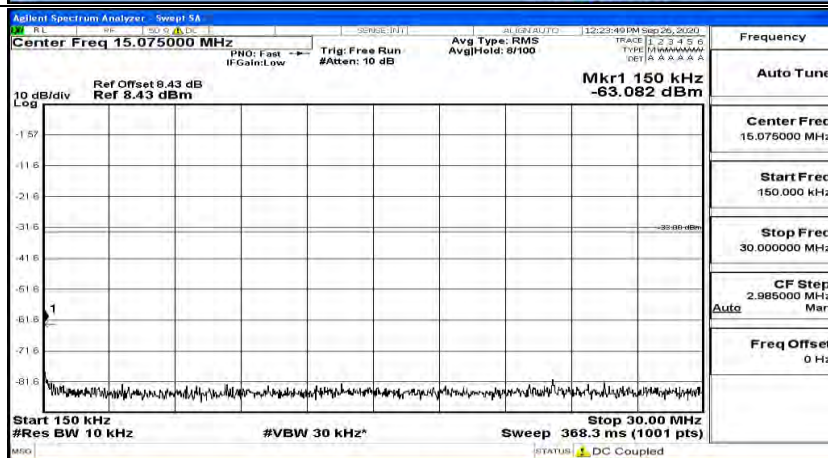 Agilent Spectrum Analyzer - Swept SA
RL RF 50 Ω DC SENSE:INT ALIGN AUTO 12:23:49 PM Sep 26, 2020
Center Freq 15.075000 MHz
PNO: Fast
IFGain:Low
Trig: Free Run
#Atten: 10 dB
Avg Type: RMS
Avg|Hold: 8/100
TRACE 1 2 3 4 5 6
TYPE MWWWWW
DET A A A A A A
Ref Offset 8.43 dB
10 dB/div Ref 8.43 dBm
Log
Mkr1 150 kHz
-63.082 dBm
-1.57
-11.6
-21.6
-31.6
-33.00 dBm
-41.6
-51.6
1
-61.6
-71.6
-81.6
Start 150 kHz Stop 30.00 MHz
#Res BW 10 kHz #VBW 30 kHz* Sweep 368.3 ms (1001 pts)
MSG STATUS DC Coupled
Frequency
Auto Tune
Center Freq
15.075000 MHz
Start Freq
150.000 kHz
Stop Freq
30.000000 MHz
CF Step
2.985000 MHz
Auto Man
Freq Offset
0 Hz